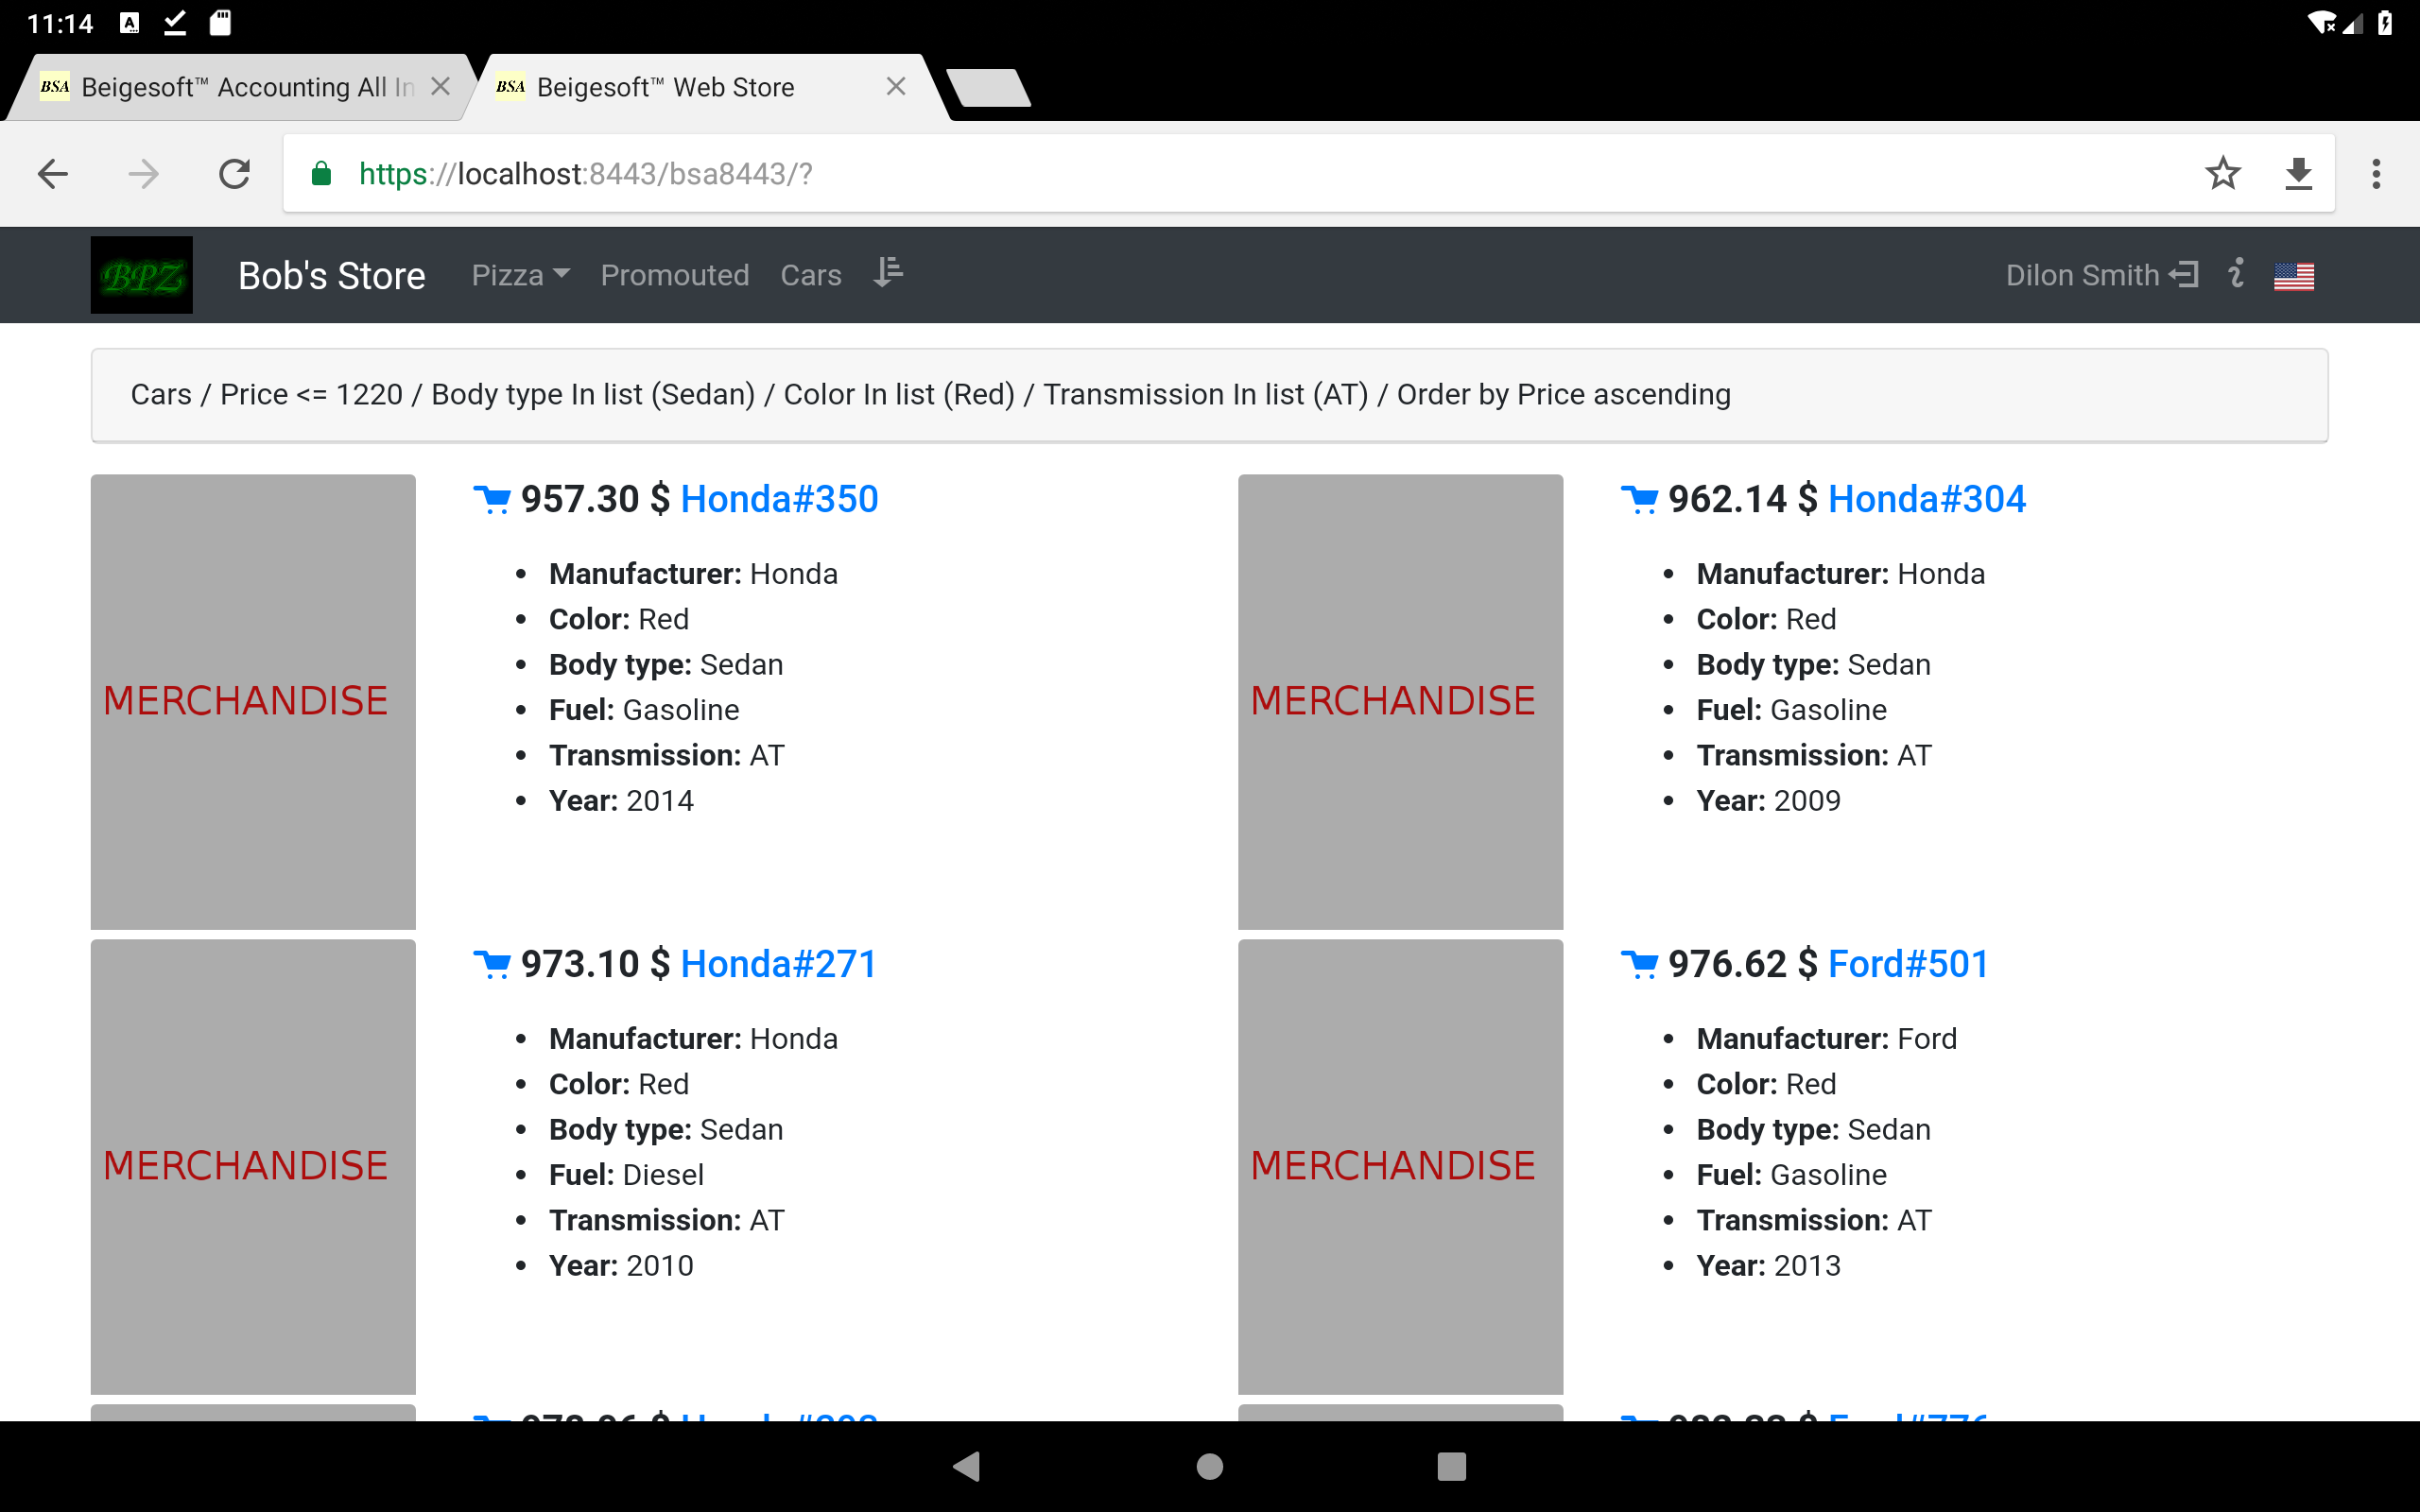 11:14
BSA Beigesoft™ Accounting All In
BSA Beigesoft™ Web Store
https://localhost:8443/bsa8443/?
BPZ Bob's Store Pizza Promouted Cars Dilon Smith
Cars / Price <= 1220 / Body type In list (Sedan) / Color In list (Red) / Transmission In list (AT) / Order by Price ascending
MERCHANDISE
957.30 $ Honda#350
Manufacturer: Honda
Color: Red
Body type: Sedan
Fuel: Gasoline
Transmission: AT
Year: 2014
MERCHANDISE
962.14 $ Honda#304
Manufacturer: Honda
Color: Red
Body type: Sedan
Fuel: Gasoline
Transmission: AT
Year: 2009
MERCHANDISE
973.10 $ Honda#271
Manufacturer: Honda
Color: Red
Body type: Sedan
Fuel: Diesel
Transmission: AT
Year: 2010
MERCHANDISE
976.62 $ Ford#501
Manufacturer: Ford
Color: Red
Body type: Sedan
Fuel: Gasoline
Transmission: AT
Year: 2013